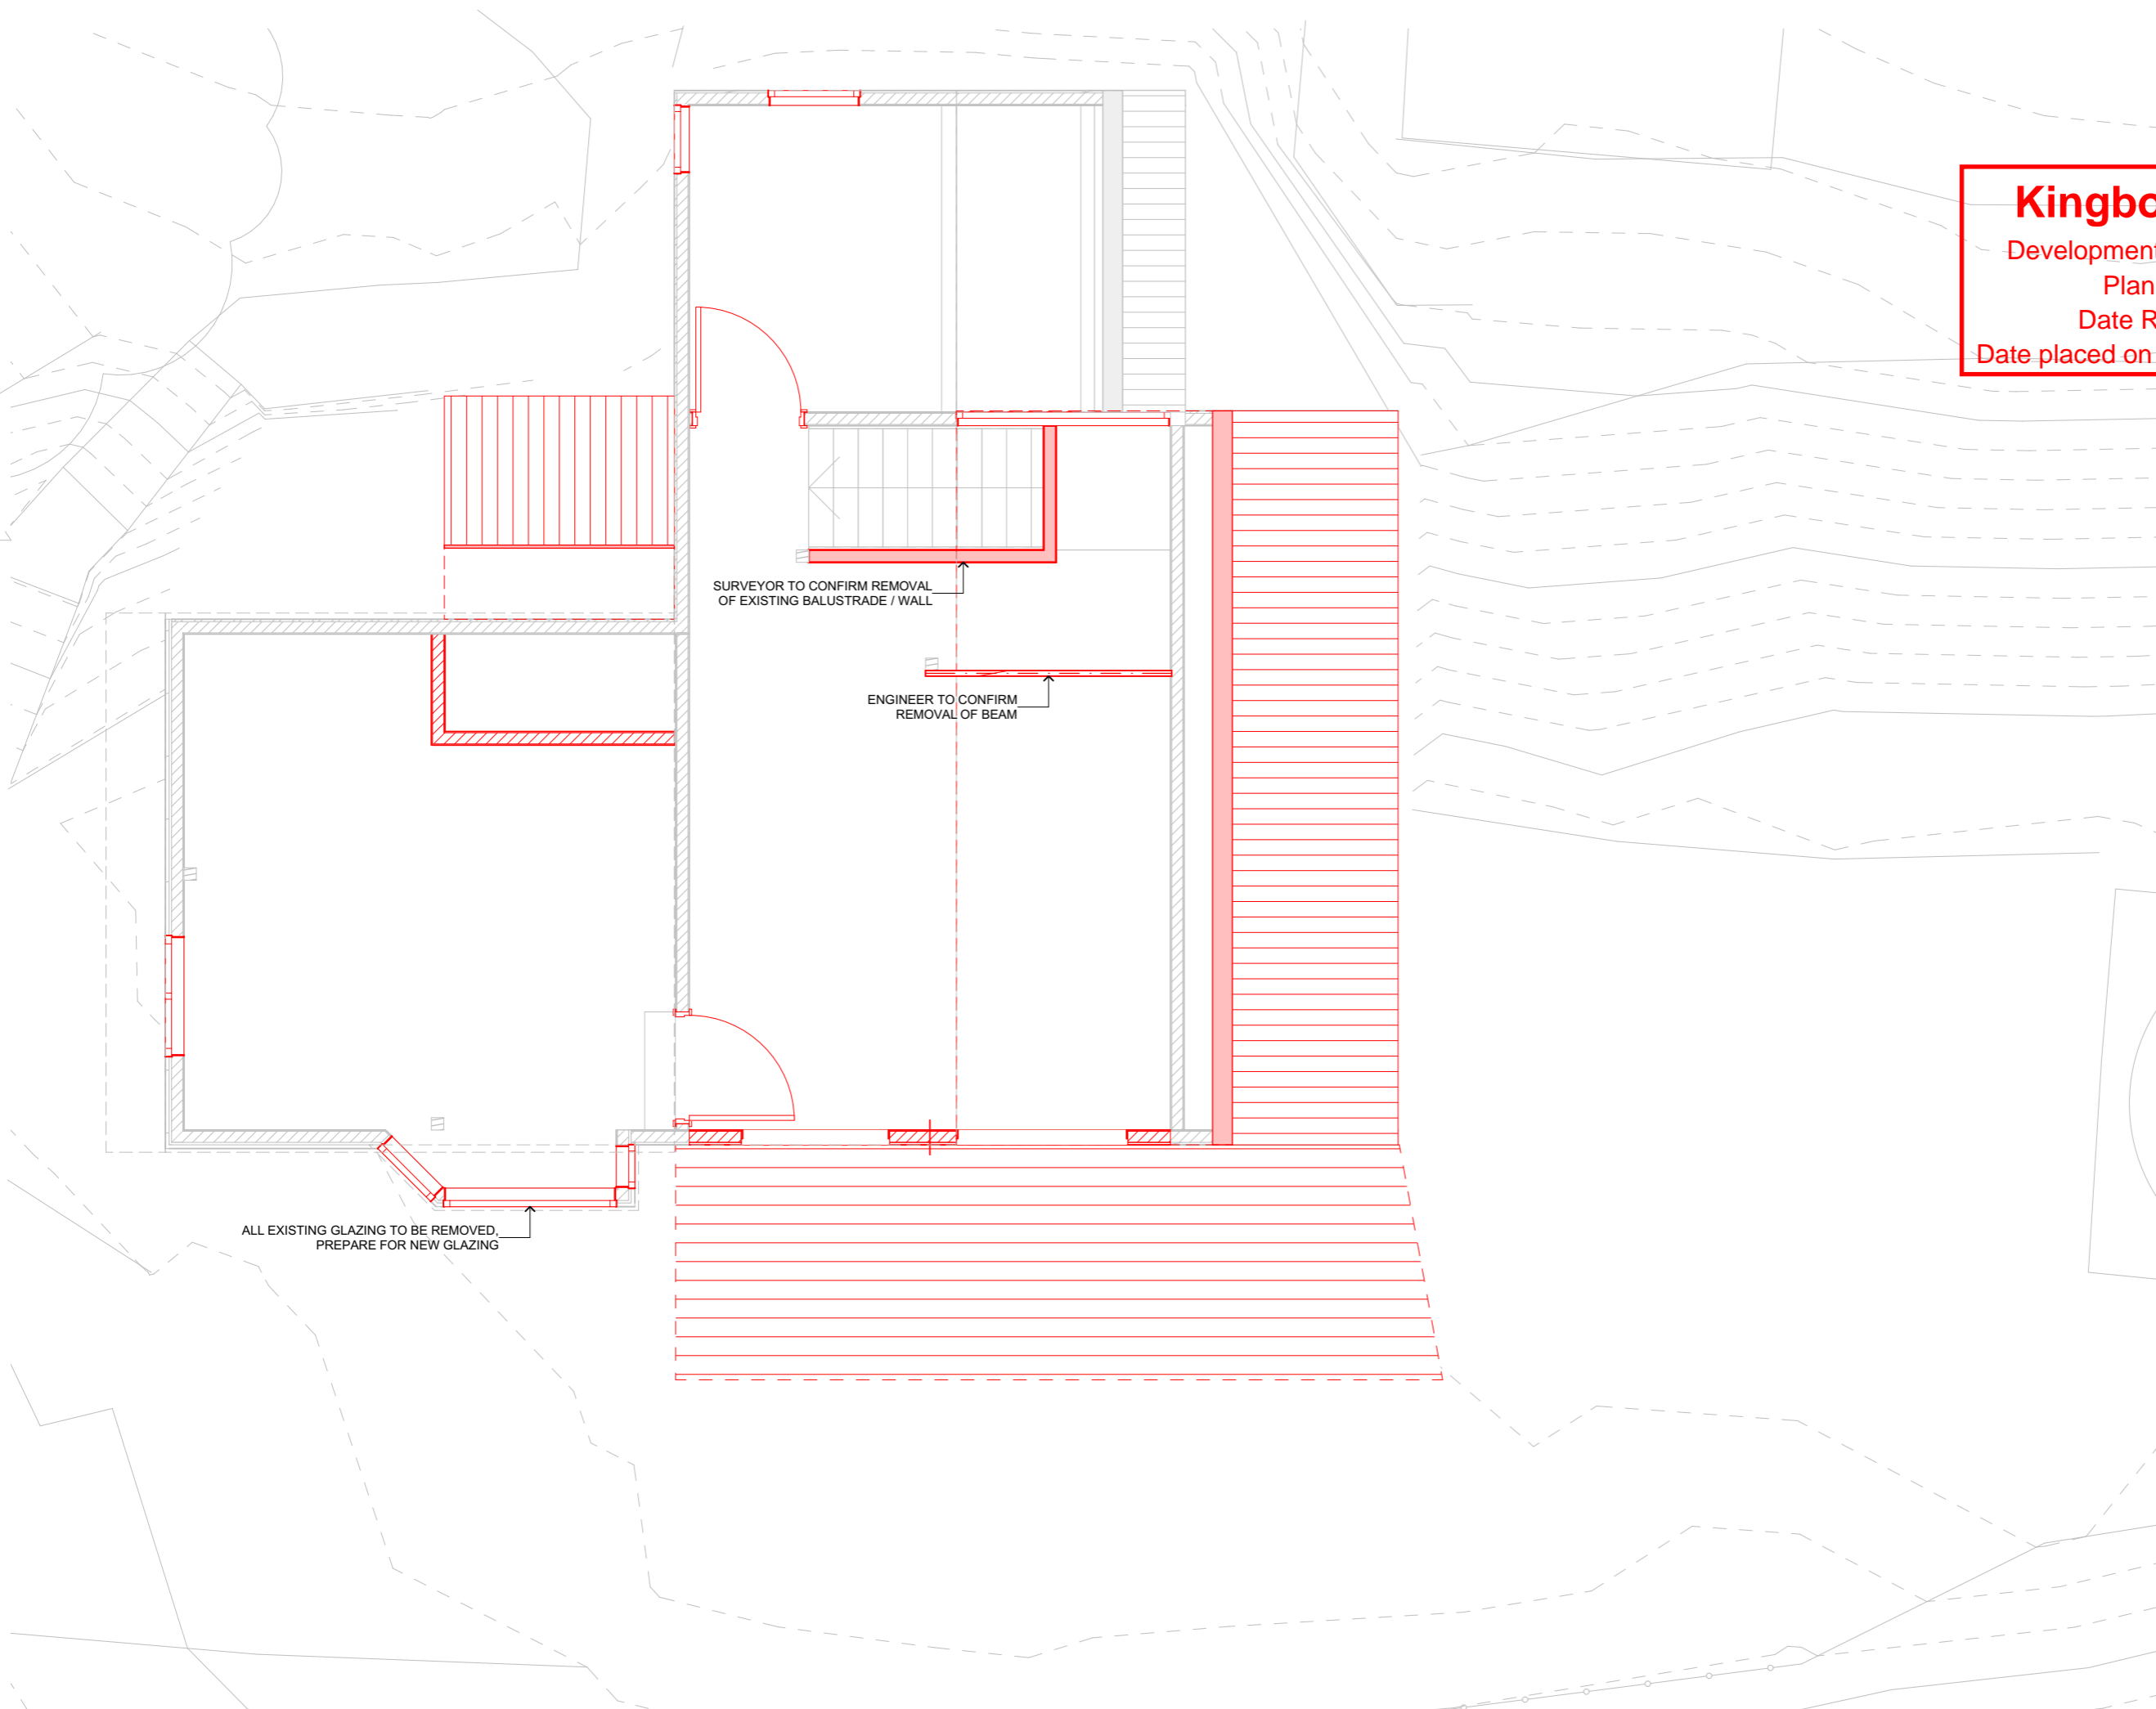 Kingbo
Development
Plan
Date R
Date placed on
SURVEYOR TO CONFIRM REMOVAL
OF EXISTING BALUSTRADE / WALL
ENGINEER TO CONFIRM
REMOVAL OF BEAM
ALL EXISTING GLAZING TO BE REMOVED,
PREPARE FOR NEW GLAZING